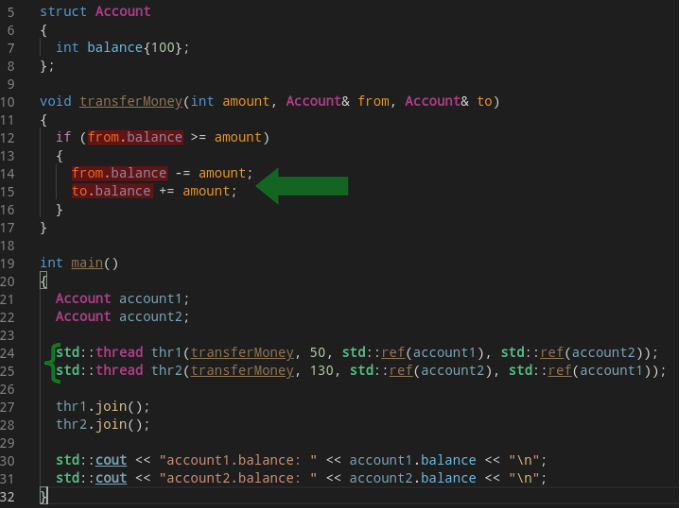 5 struct Account
6 {
7 int balance{100};
8 };
9
10 void transferMoney(int amount, Account& from, Account& to)
11 {
12 if (from.balance >= amount)
13 {
14 from.balance -= amount;
15 to.balance += amount;
16 }
17 }
18
19 int main()
20 {
21 Account account1;
22 Account account2;
23
24 std::thread thr1(transferMoney, 50, std::ref(account1), std::ref(account2));
25 std::thread thr2(transferMoney, 130, std::ref(account2), std::ref(account1));
26
27 thr1.join();
28 thr2.join();
29
30 std::cout << "account1.balance: " << account1.balance << "\n";
31 std::cout << "account2.balance: " << account2.balance << "\n";
32 }